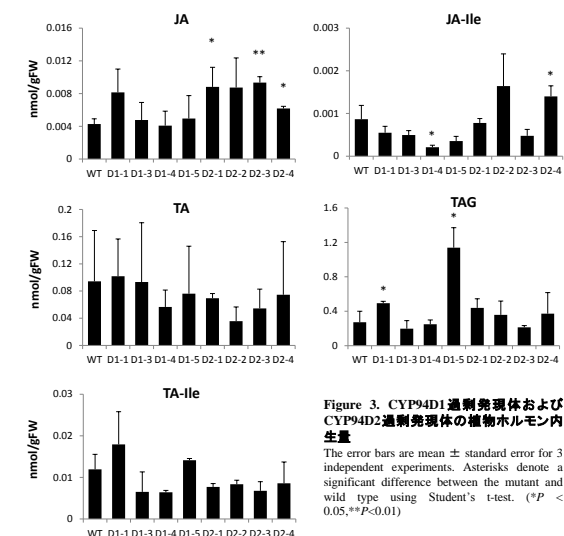 JA
nmol/gFW
0.016
0.012
0.008
0.004
0
* ** *
WT D1-1 D1-3 D1-4 D1-5 D2-1 D2-2 D2-3 D2-4
JA-Ile
0.003
0.002
0.001
0
* *
WT D1-1 D1-3 D1-4 D1-5 D2-1 D2-2 D2-3 D2-4
TA
nmol/gFW
0.2
0.16
0.12
0.08
0.04
0
WT D1-1 D1-3 D1-4 D1-5 D2-1 D2-2 D2-3 D2-4
TAG
1.6
1.2
0.8
0.4
0
* *
WT D1-1 D1-3 D1-4 D1-5 D2-1 D2-2 D2-3 D2-4
TA-Ile
nmol/gFW
0.03
0.02
0.01
0
WT D1-1 D1-3 D1-4 D1-5 D2-1 D2-2 D2-3 D2-4
Figure 3. CYP94D1過剰発現体および
CYP94D2過剰発現体の植物ホルモン内
生量
The error bars are mean ± standard error for 3
independent experiments. Asterisks denote a
significant difference between the mutant and
wild type using Student's t-test. (*P <
0.05,**P<0.01)